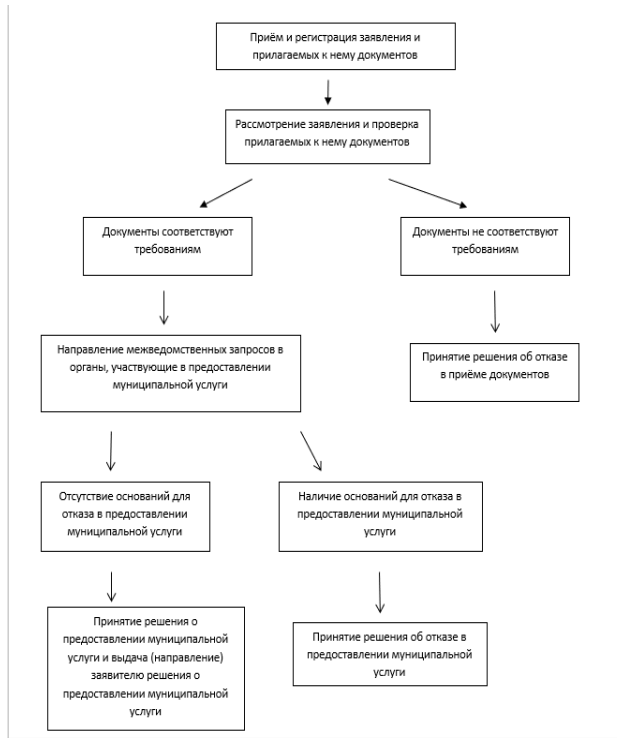 Приём и регистрация заявления и
прилагаемых к нему документов
Рассмотрение заявления и проверка
прилагаемых к нему документов
Документы соответствуют
требованиям
Документы не соответствуют
требованиям
Направление межведомственных запросов в
органы, участвующие в предоставлении
муниципальной услуги
Принятие решения об отказе
в приёме документов
Отсутствие оснований для
отказа в предоставлении
муниципальной услуги
Наличие оснований для отказа в
предоставлении муниципальной
услуги
Принятие решения о
предоставлении муниципальной
услуги и выдача (направление)
заявителю решения о
предоставлении муниципальной
услуги
Принятие решения об отказе в
предоставлении муниципальной
услуги